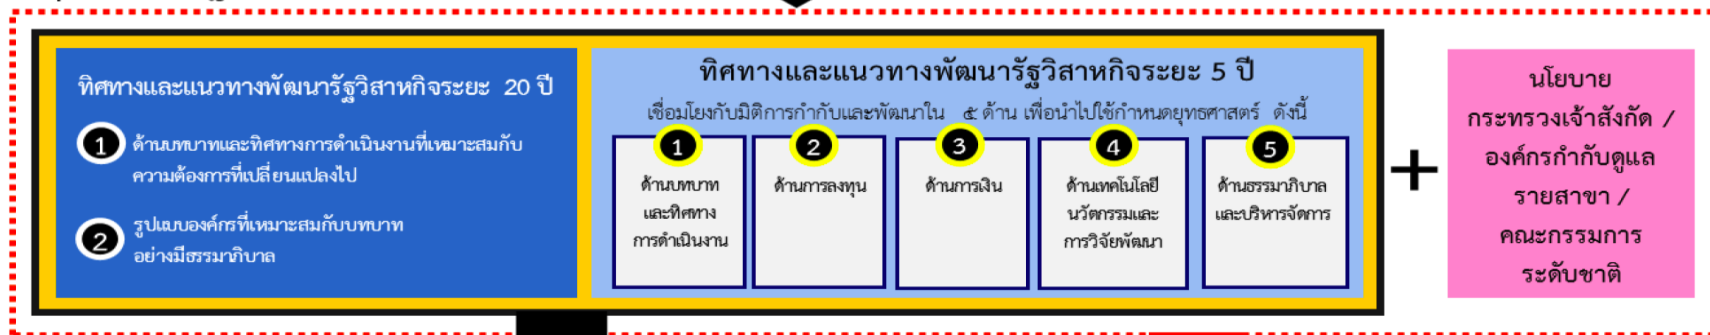 ทิศทางและแนวทางพัฒนารัฐวิสาหกิจระยะ 20 ปี
1 ด้านบทบาทและทิศทางการดำเนินงานที่เหมาะสมกับ
ความต้องการที่เปลี่ยนแปลงไป
2 รูปแบบองค์กรที่เหมาะสมกับบทบาท
อย่างมีธรรมาภิบาล
ทิศทางและแนวทางพัฒนารัฐวิสาหกิจระยะ 5 ปี
เชื่อมโยงกับมิติการกำกับและพัฒนาใน ๕ ด้าน เพื่อนำไปใช้กำหนดยุทธศาสตร์ ดังนี้
1
ด้านบทบาท
และทิศทาง
การดำเนินงาน
2
ด้านการลงทุน
3
ด้านการเงิน
4
ด้านเทคโนโลยี
นวัตกรรมและ
การวิจัยพัฒนา
5
ด้านธรรมาภิบาล
และบริหารจัดการ
+
นโยบาย
กระทรวงเจ้าสังกัด /
องค์กรกำกับดูแล
รายสาขา /
คณะกรรมการ
ระดับชาติ